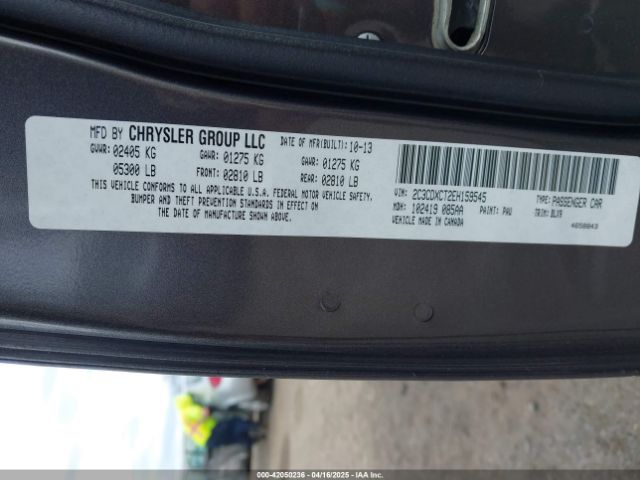 MFD BY CHRYSLER GROUP LLC DATE OF MFR(BUILT): 10-13
GVWR: 02405 KG GAWR: 01275 KG GAWR: 01275 KG
05300 LB FRONT: 02810 LB REAR: 02810 LB
THIS VEHICLE CONFORMS TO ALL APPLICABLE U.S.A. FEDERAL MOTOR VEHICLE SAFETY,
BUMPER AND THEFT PREVENTION STANDARDS IN EFFECT ON
THE DATE OF MANUFACTURE SHOWN ABOVE.
VIN: 2C3CDXCT2EH159545 TYPE: PASSENGER CAR
MDH: 102419 085AA PAINT: PAU TRIM: DLX9
VEHICLE MADE IN CANADA 4658043
000-42050236 - 04/16/2025 - IAA Inc.